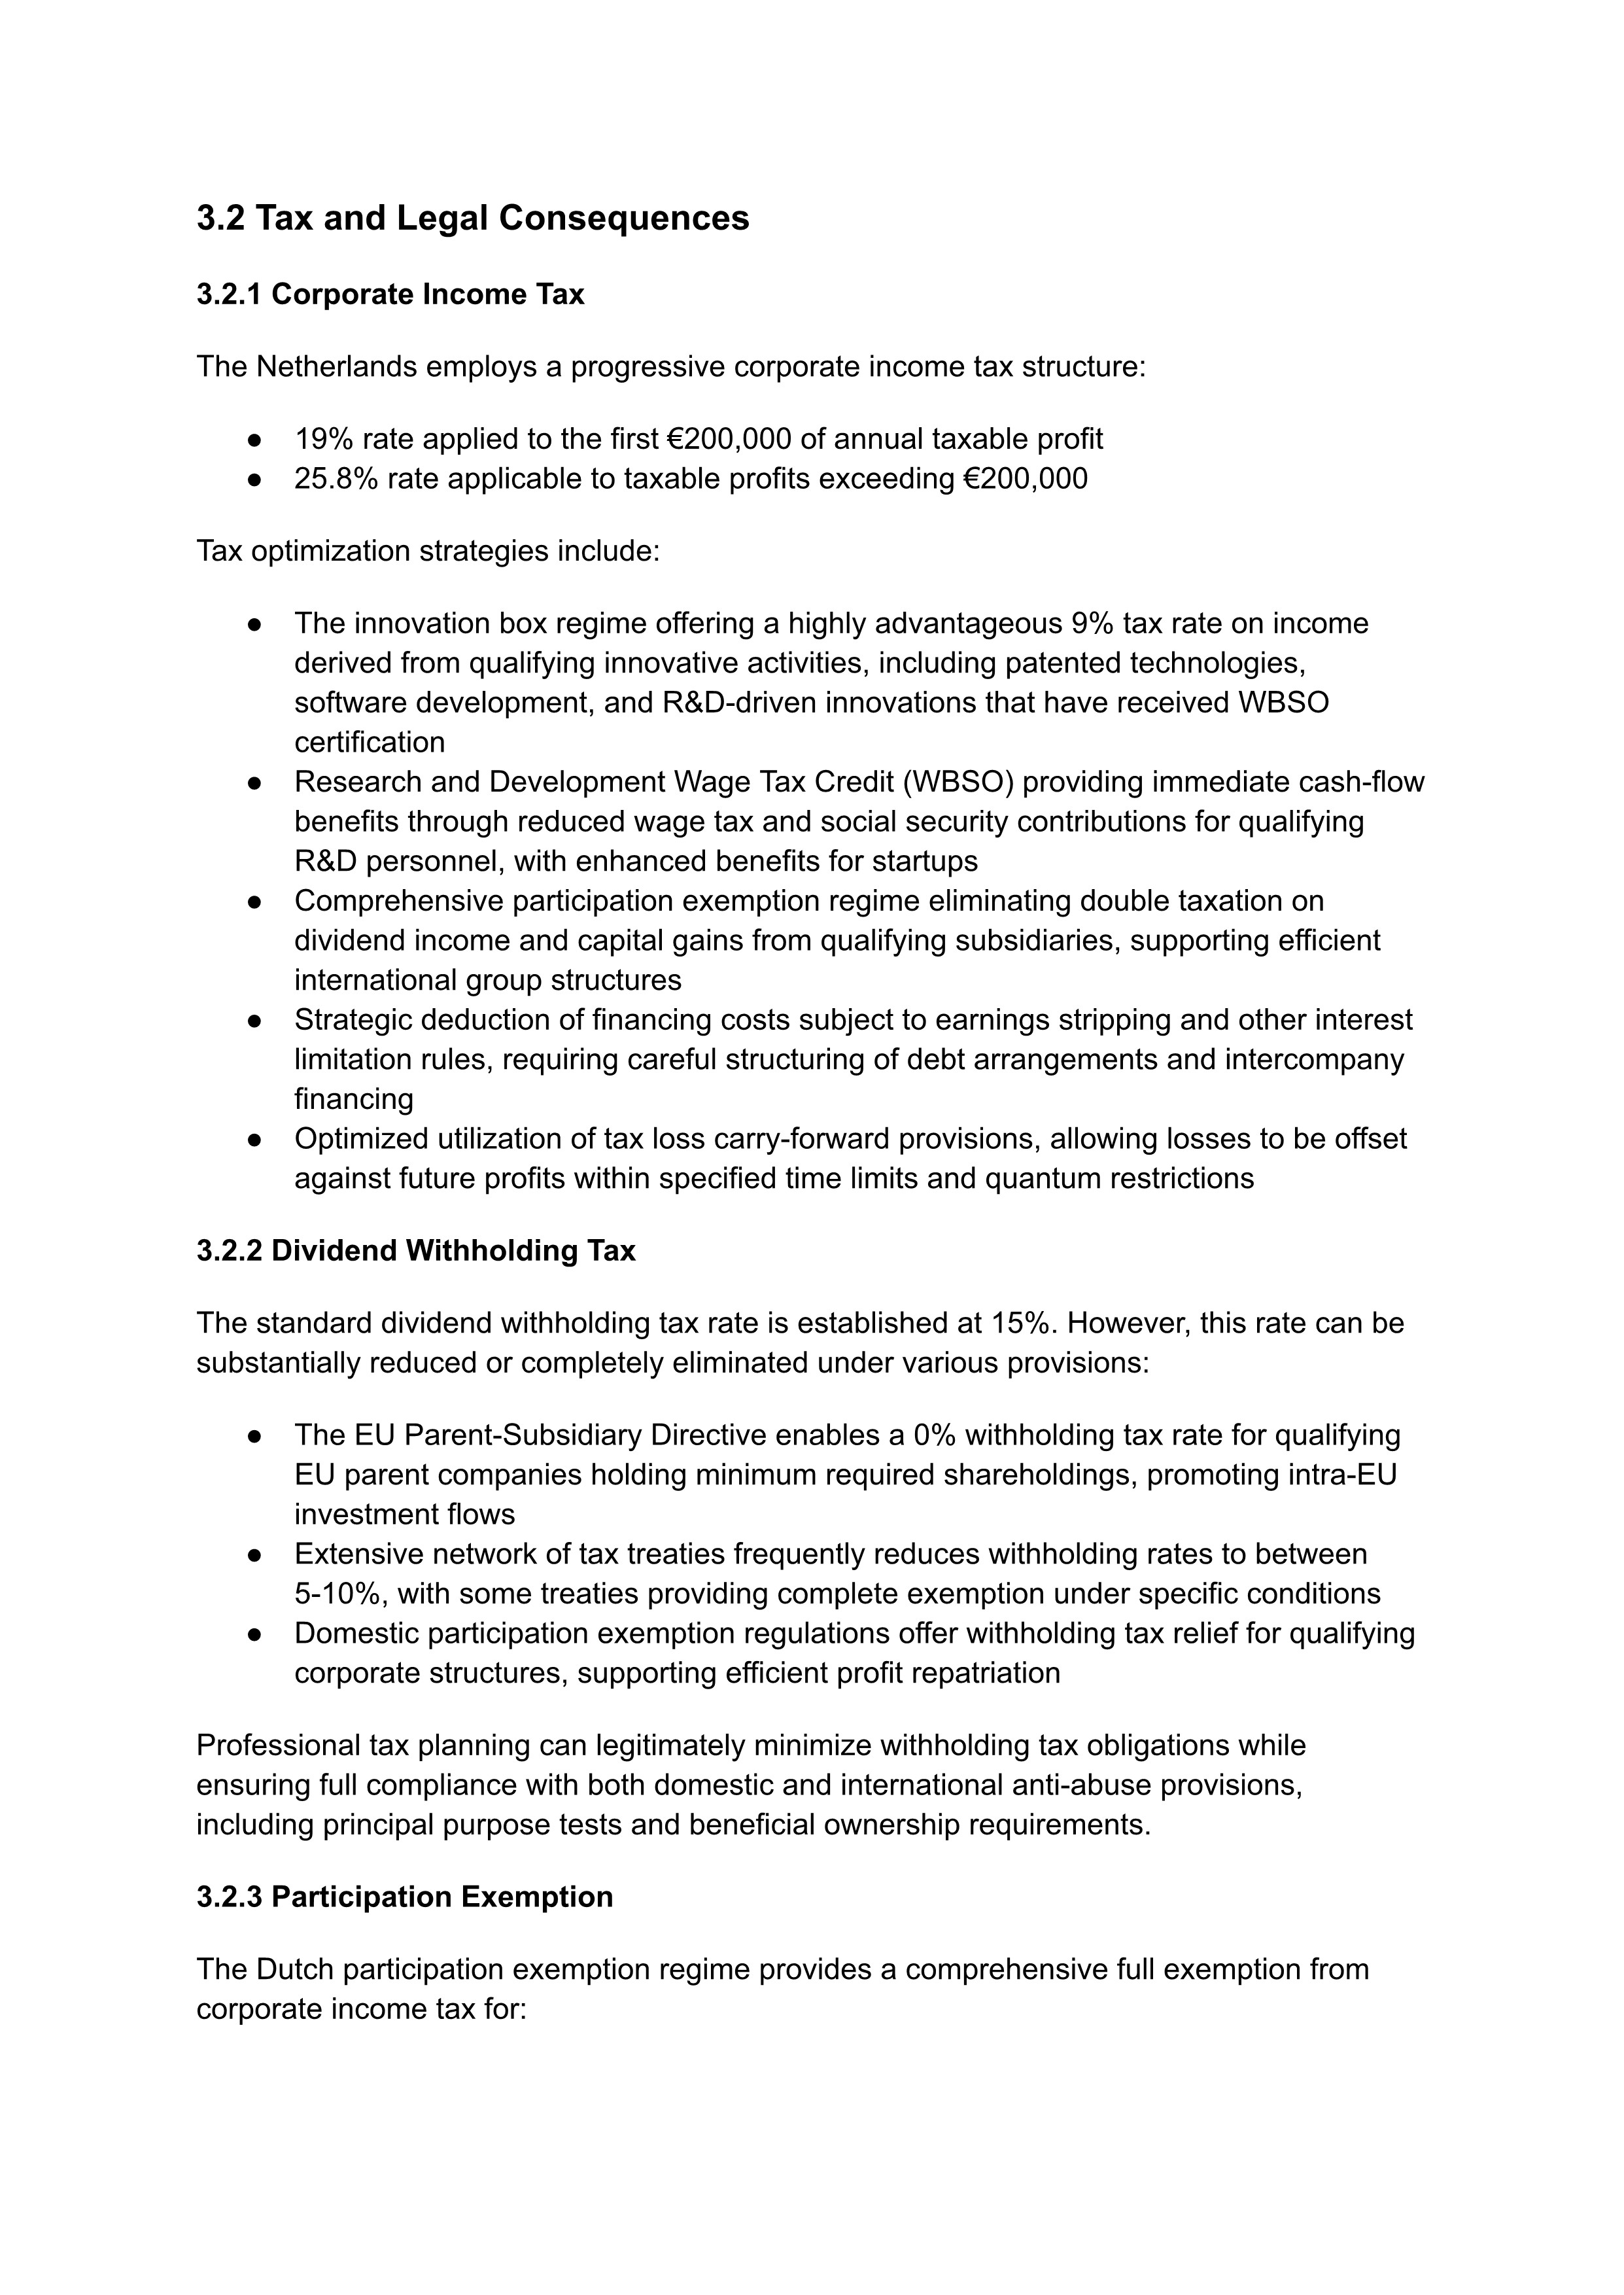 3.2 Tax and Legal Consequences
3.2.1 Corporate Income Tax
The Netherlands employs a progressive corporate income tax structure:
● 19% rate applied to the first €200,000 of annual taxable profit
● 25.8% rate applicable to taxable profits exceeding €200,000
Tax optimization strategies include:
● The innovation box regime offering a highly advantageous 9% tax rate on income
derived from qualifying innovative activities, including patented technologies,
software development, and R&D-driven innovations that have received WBSO
certification
● Research and Development Wage Tax Credit (WBSO) providing immediate cash-flow
benefits through reduced wage tax and social security contributions for qualifying
R&D personnel, with enhanced benefits for startups
● Comprehensive participation exemption regime eliminating double taxation on
dividend income and capital gains from qualifying subsidiaries, supporting efficient
international group structures
● Strategic deduction of financing costs subject to earnings stripping and other interest
limitation rules, requiring careful structuring of debt arrangements and intercompany
financing
● Optimized utilization of tax loss carry-forward provisions, allowing losses to be offset
against future profits within specified time limits and quantum restrictions
3.2.2 Dividend Withholding Tax
The standard dividend withholding tax rate is established at 15%. However, this rate can be
substantially reduced or completely eliminated under various provisions:
● The EU Parent-Subsidiary Directive enables a 0% withholding tax rate for qualifying
EU parent companies holding minimum required shareholdings, promoting intra-EU
investment flows
● Extensive network of tax treaties frequently reduces withholding rates to between
5-10%, with some treaties providing complete exemption under specific conditions
● Domestic participation exemption regulations offer withholding tax relief for qualifying
corporate structures, supporting efficient profit repatriation
Professional tax planning can legitimately minimize withholding tax obligations while
ensuring full compliance with both domestic and international anti-abuse provisions,
including principal purpose tests and beneficial ownership requirements.
3.2.3 Participation Exemption
The Dutch participation exemption regime provides a comprehensive full exemption from
corporate income tax for: